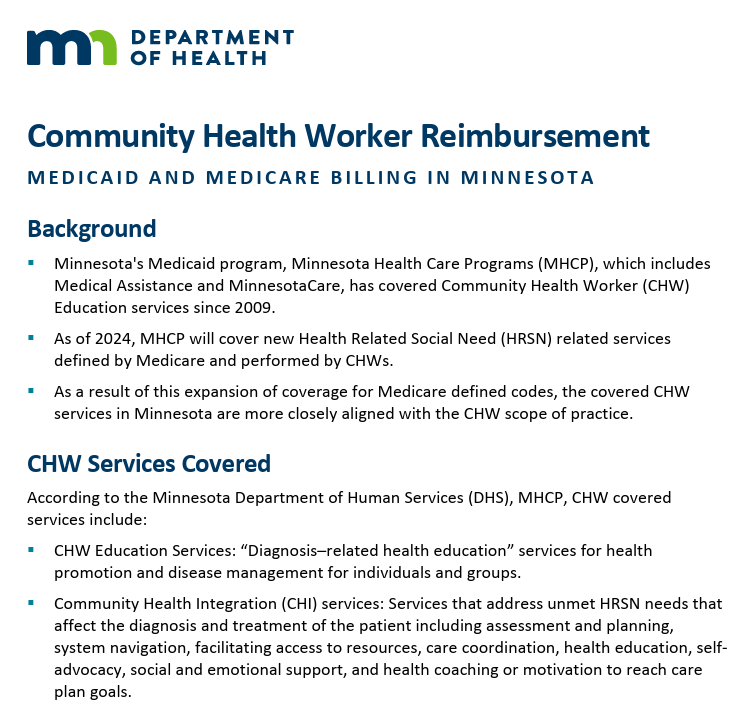 mn DEPARTMENT
OF HEALTH
Community Health Worker Reimbursement
MEDICAID AND MEDICARE BILLING IN MINNESOTA
Background
▪ Minnesota's Medicaid program, Minnesota Health Care Programs (MHCP), which includes
Medical Assistance and MinnesotaCare, has covered Community Health Worker (CHW)
Education services since 2009.
▪ As of 2024, MHCP will cover new Health Related Social Need (HRSN) related services
defined by Medicare and performed by CHWs.
▪ As a result of this expansion of coverage for Medicare defined codes, the covered CHW
services in Minnesota are more closely aligned with the CHW scope of practice.
CHW Services Covered
According to the Minnesota Department of Human Services (DHS), MHCP, CHW covered
services include:
▪ CHW Education Services: “Diagnosis–related health education” services for health
promotion and disease management for individuals and groups.
▪ Community Health Integration (CHI) services: Services that address unmet HRSN needs that
affect the diagnosis and treatment of the patient including assessment and planning,
system navigation, facilitating access to resources, care coordination, health education, self-
advocacy, social and emotional support, and health coaching or motivation to reach care
plan goals.